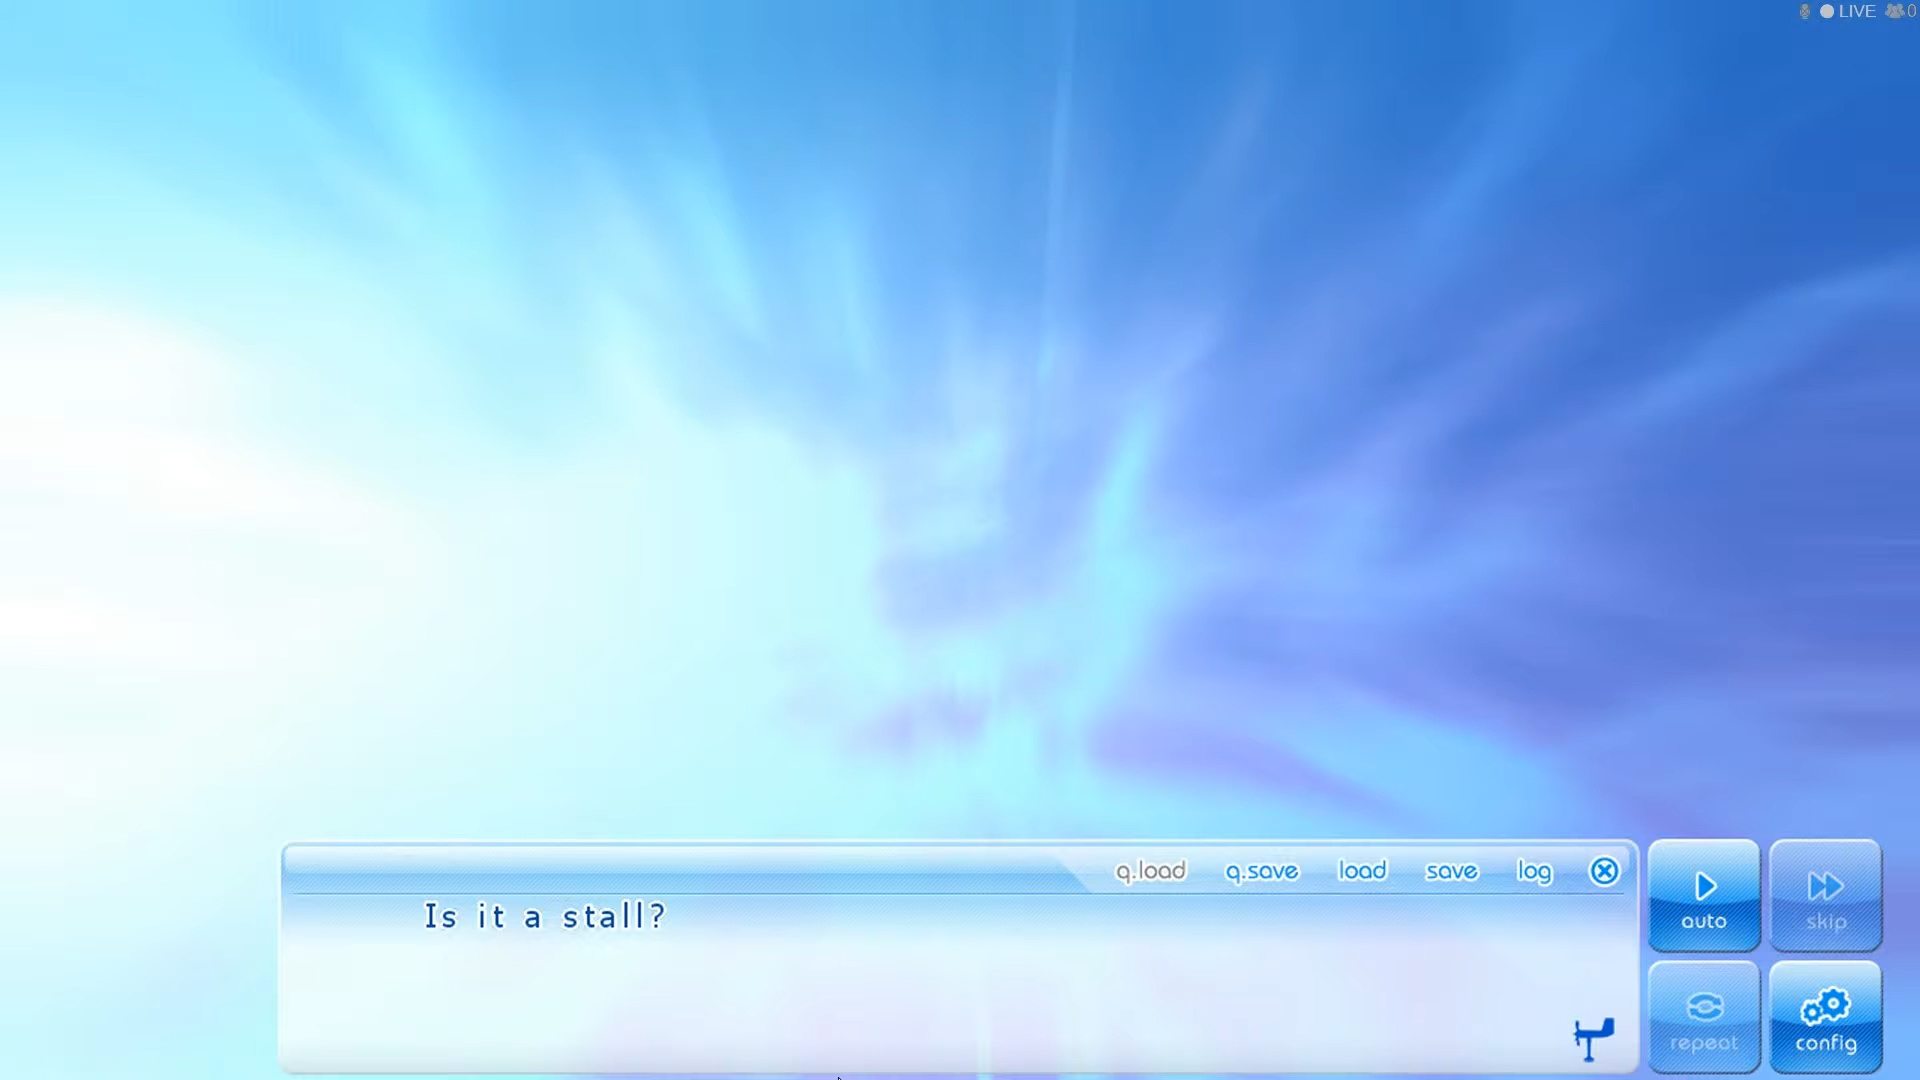 LIVE 0
q.load q.save load save log
Is it a stall?
auto skip
repeat config